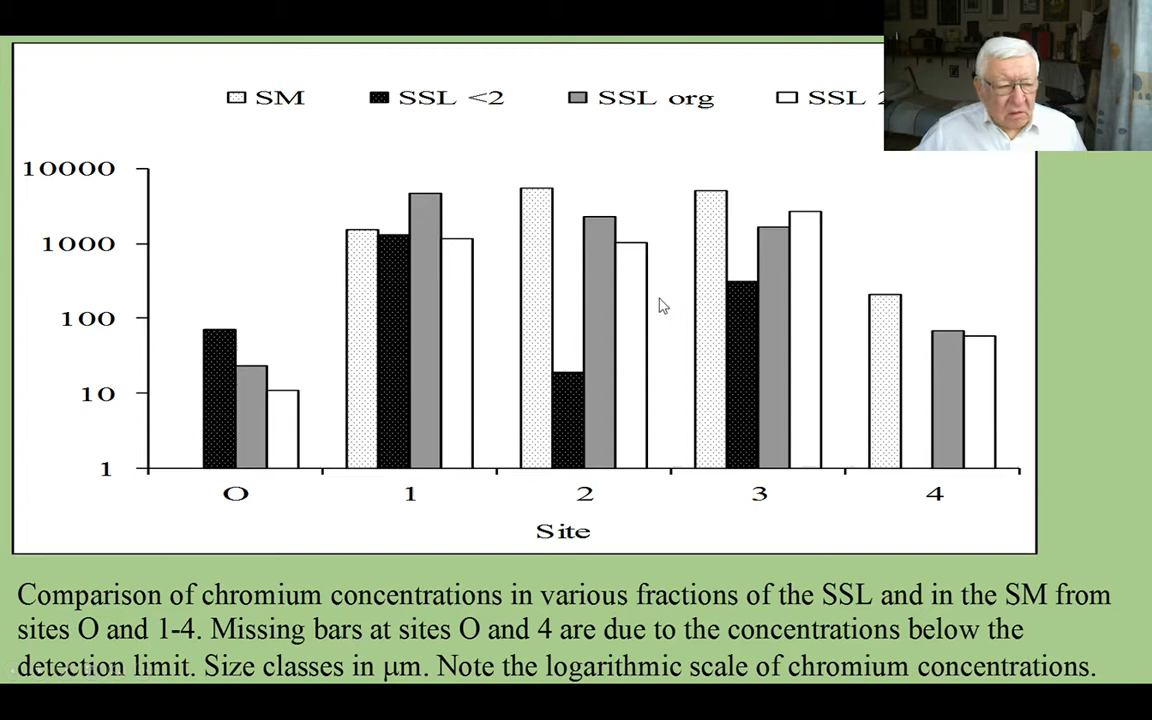 SM SSL <2 SSL org SSL
10000
1000
100
10
1
O 1 2 3 4
Site
Comparison of chromium concentrations in various fractions of the SSL and in the SM from
sites O and 1-4. Missing bars at sites O and 4 are due to the concentrations below the
detection limit. Size classes in μm. Note the logarithmic scale of chromium concentrations.